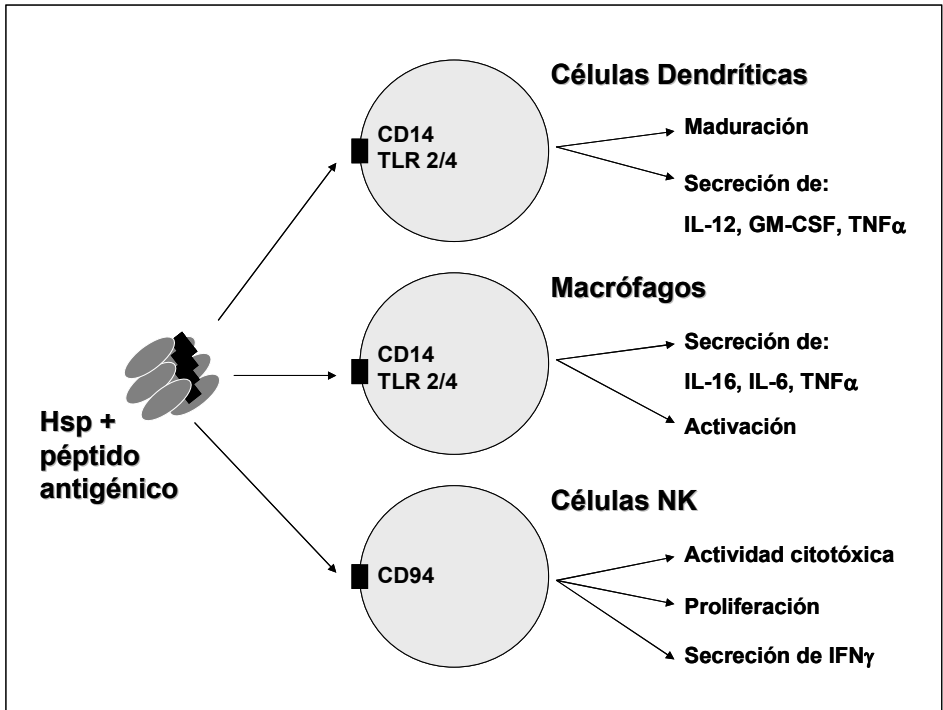 Células Dendríticas
CD14
TLR 2/4
Maduración
Secreción de:
IL-12, GM-CSF, TNFα
Macrófagos
CD14
TLR 2/4
Secreción de:
IL-16, IL-6, TNFα
Activación
Hsp +
péptido
antigénico
Células NK
CD94
Actividad citotóxica
Proliferación
Secreción de IFNγ